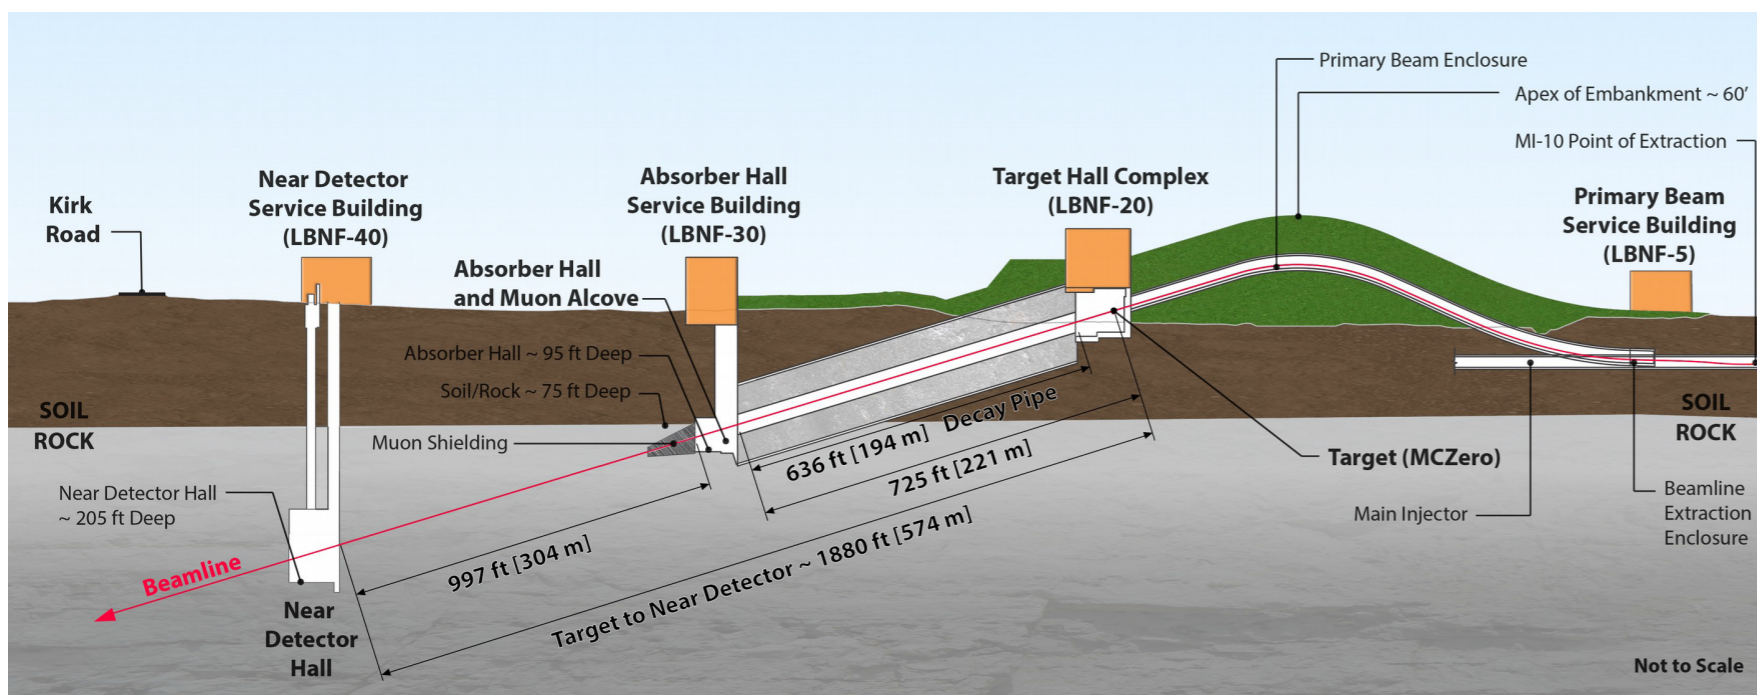 Primary Beam Enclosure
Apex of Embankment ~ 60'
MI-10 Point of Extraction
Kirk
Road
Near Detector
Service Building
(LBNF-40)
Absorber Hall
Service Building
(LBNF-30)
Target Hall Complex
(LBNF-20)
Primary Beam
Service Building
(LBNF-5)
Absorber Hall
and Muon Alcove
Absorber Hall ~ 95 ft Deep
Soil/Rock ~ 75 ft Deep
SOIL
ROCK
Muon Shielding
SOIL
ROCK
636 ft [194 m] Decay Pipe
725 ft [221 m]
Target (MCZero)
Near Detector Hall
~ 205 ft Deep
Main Injector
Beamline
Extraction
Enclosure
997 ft [304 m]
Target to Near Detector ~ 1880 ft [574 m]
Beamline
Near
Detector
Hall
Not to Scale